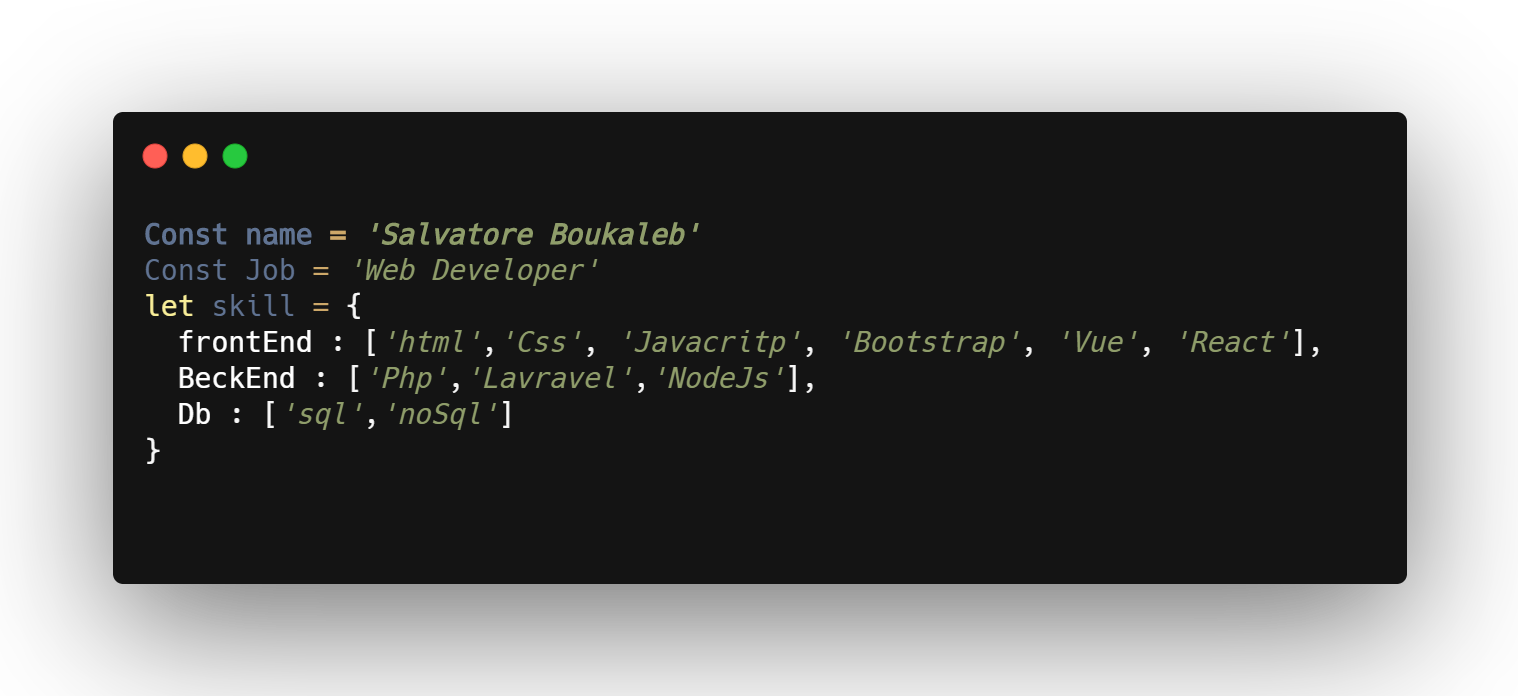 Const name = 'Salvatore Boukaleb'
Const Job = 'Web Developer'
let skill = {
  frontEnd : ['html','Css', 'Javacritp', 'Bootstrap', 'Vue', 'React'],
  BeckEnd : ['Php','Lavravel','NodeJs'],
  Db : ['sql','noSql']
}